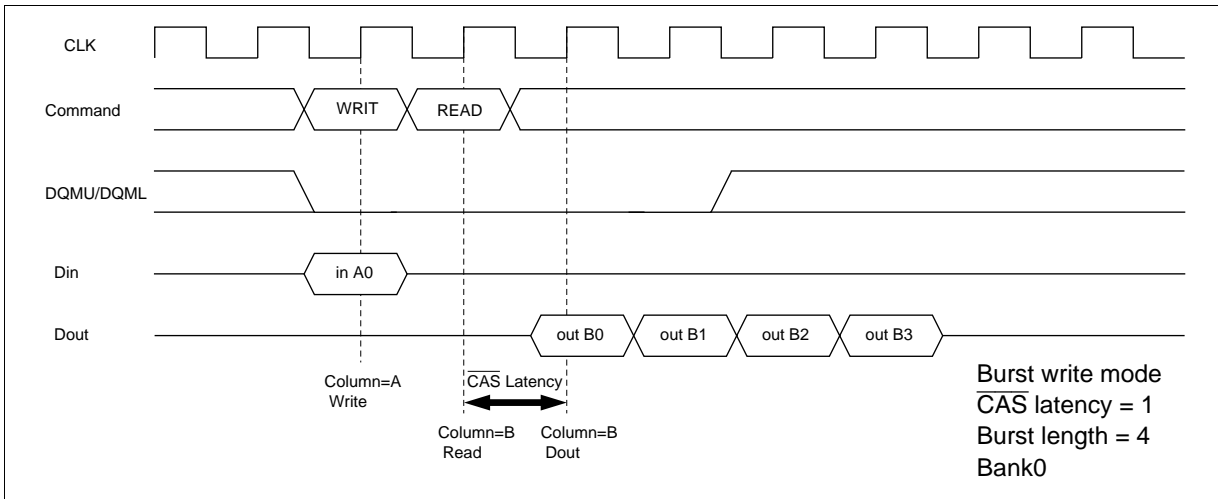 CLK
Command
WRIT
READ
DQMU/DQML
Din
in A0
Dout
out B0
out B1
out B2
out B3
Column=A
Write
CAS Latency
Column=B
Read
Column=B
Dout
Burst write mode
CAS latency = 1
Burst length = 4
Bank0